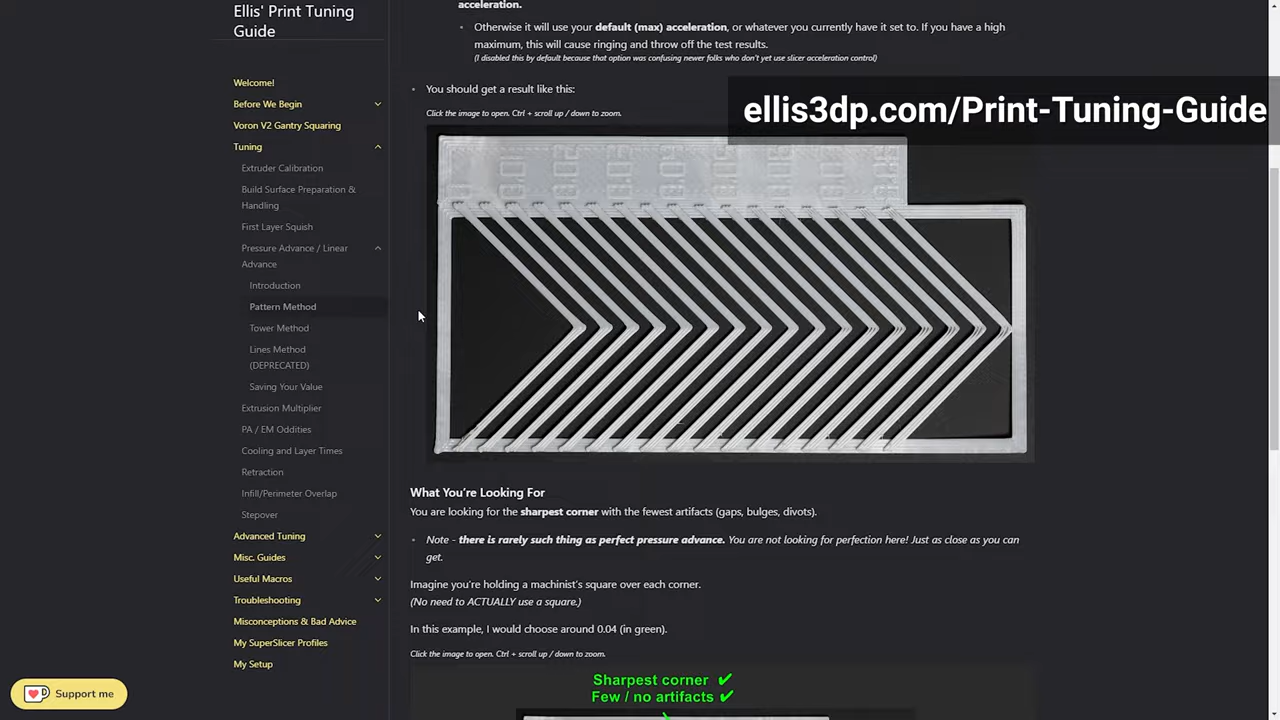 Ellis' Print Tuning
Guide
Welcome!
Before We Begin
Voron V2 Gantry Squaring
Tuning
Extruder Calibration
Build Surface Preparation &
Handling
First Layer Squish
Pressure Advance / Linear
Advance
Introduction
Pattern Method
Tower Method
Lines Method
(DEPRECATED)
Saving Your Value
Extrusion Multiplier
PA / EM Oddities
Cooling and Layer Times
Retraction
Infill/Perimeter Overlap
Stepover
Advanced Tuning
Misc. Guides
Useful Macros
Troubleshooting
Misconceptions & Bad Advice
My SuperSlicer Profiles
My Setup
Support me
acceleration.
Otherwise it will use your default (max) acceleration, or whatever you currently have it set to. If you have a high
maximum, this will cause ringing and throw off the test results.
(I disabled this by default because that option was confusing newer folks who don't yet use slicer acceleration control)
You should get a result like this:
ellis3dp.com/Print-Tuning-Guide
Click the image to open. Ctrl + scroll up / down to zoom.
What You're Looking For
You are looking for the sharpest corner with the fewest artifacts (gaps, bulges, divots).
Note - there is rarely such thing as perfect pressure advance. You are not looking for perfection here! Just as close as you can
get.
Imagine you're holding a machinist's square over each corner.
(No need to ACTUALLY use a square.)
In this example, I would choose around 0.04 (in green).
Click the image to open. Ctrl + scroll up / down to zoom.
Sharpest corner ✔
Few / no artifacts ✔